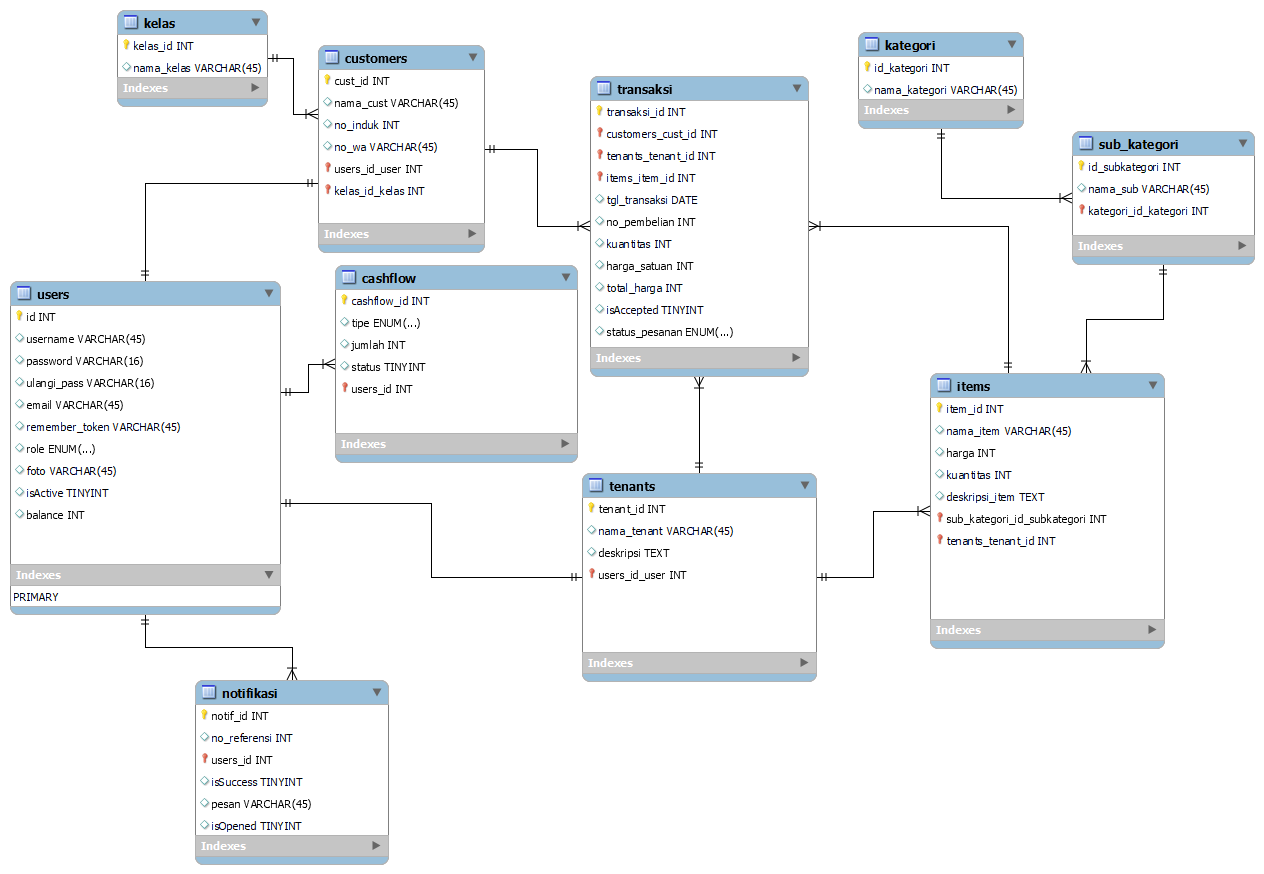 kelas
kelas_id INT
nama_kelas VARCHAR(45)
Indexes
customers
cust_id INT
nama_cust VARCHAR(45)
no_induk INT
no_wa VARCHAR(45)
users_id_user INT
kelas_id_kelas INT
Indexes
transaksi
transaksi_id INT
customers_cust_id INT
tenants_tenant_id INT
items_item_id INT
tgl_transaksi DATE
no_pembelian INT
kuantitas INT
harga_satuan INT
total_harga INT
isAccepted TINYINT
status_pesanan ENUM(...)
Indexes
kategori
id_kategori INT
nama_kategori VARCHAR(45)
Indexes
sub_kategori
id_subkategori INT
nama_sub VARCHAR(45)
kategori_id_kategori INT
Indexes
users
id INT
username VARCHAR(45)
password VARCHAR(16)
ulangi_pass VARCHAR(16)
email VARCHAR(45)
remember_token VARCHAR(45)
role ENUM(...)
foto VARCHAR(45)
isActive TINYINT
balance INT
Indexes
PRIMARY
cashflow
cashflow_id INT
tipe ENUM(...)
jumlah INT
status TINYINT
users_id INT
Indexes
tenants
tenant_id INT
nama_tenant VARCHAR(45)
deskripsi TEXT
users_id_user INT
Indexes
items
item_id INT
nama_item VARCHAR(45)
harga INT
kuantitas INT
deskripsi_item TEXT
sub_kategori_id_subkategori INT
tenants_tenant_id INT
Indexes
notifikasi
notif_id INT
no_referensi INT
users_id INT
isSuccess TINYINT
pesan VARCHAR(45)
isOpened TINYINT
Indexes